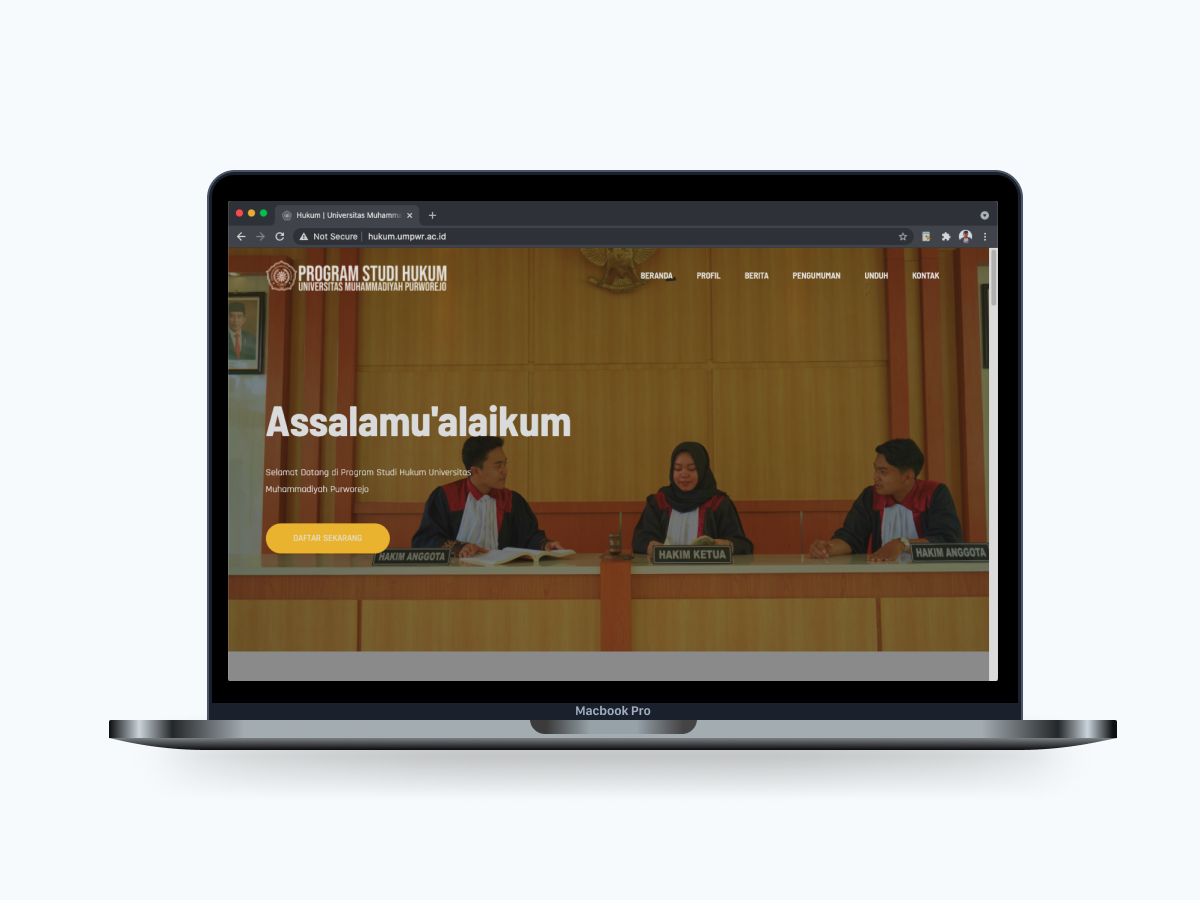 Hukum | Universitas Muhamma
Not Secure | hukum.umpwr.ac.id
PROGRAM STUDI HUKUM
UNIVERSITAS MUHAMMADIYAH PURWOREJO
BERANDA PROFIL BERITA PENGUMUMAN UNDUH KONTAK
Assalamu'alaikum
Selamat Datang di Program Studi Hukum Universitas
Muhammadiyah Purworejo
DAFTAR SEKARANG
HAKIM ANGGOTA HAKIM KETUA HAKIM ANGGOTA
Macbook Pro